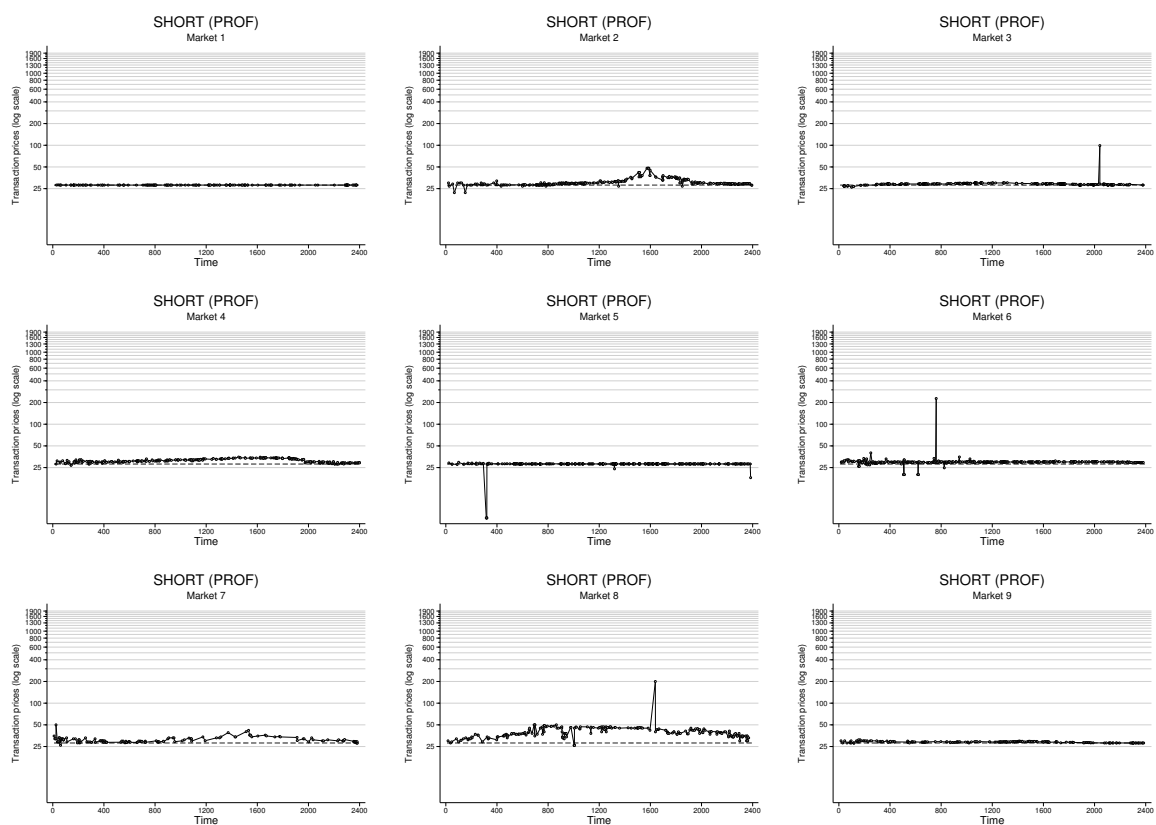 SHORT (PROF)
Market 1
Transaction prices (log scale)
1900
1600
1300
1000
800
600
400
200
100
50
25
0 400 800 1200 1600 2000 2400
Time
SHORT (PROF)
Market 2
Transaction prices (log scale)
1900
1600
1300
1000
800
600
400
200
100
50
25
0 400 800 1200 1600 2000 2400
Time
SHORT (PROF)
Market 3
Transaction prices (log scale)
1900
1600
1300
1000
800
600
400
200
100
50
25
0 400 800 1200 1600 2000 2400
Time
SHORT (PROF)
Market 4
Transaction prices (log scale)
1900
1600
1300
1000
800
600
400
200
100
50
25
0 400 800 1200 1600 2000 2400
Time
SHORT (PROF)
Market 5
Transaction prices (log scale)
1900
1600
1300
1000
800
600
400
200
100
50
25
0 400 800 1200 1600 2000 2400
Time
SHORT (PROF)
Market 6
Transaction prices (log scale)
1900
1600
1300
1000
800
600
400
200
100
50
25
0 400 800 1200 1600 2000 2400
Time
SHORT (PROF)
Market 7
Transaction prices (log scale)
1900
1600
1300
1000
800
600
400
200
100
50
25
0 400 800 1200 1600 2000 2400
Time
SHORT (PROF)
Market 8
Transaction prices (log scale)
1900
1600
1300
1000
800
600
400
200
100
50
25
0 400 800 1200 1600 2000 2400
Time
SHORT (PROF)
Market 9
Transaction prices (log scale)
1900
1600
1300
1000
800
600
400
200
100
50
25
0 400 800 1200 1600 2000 2400
Time